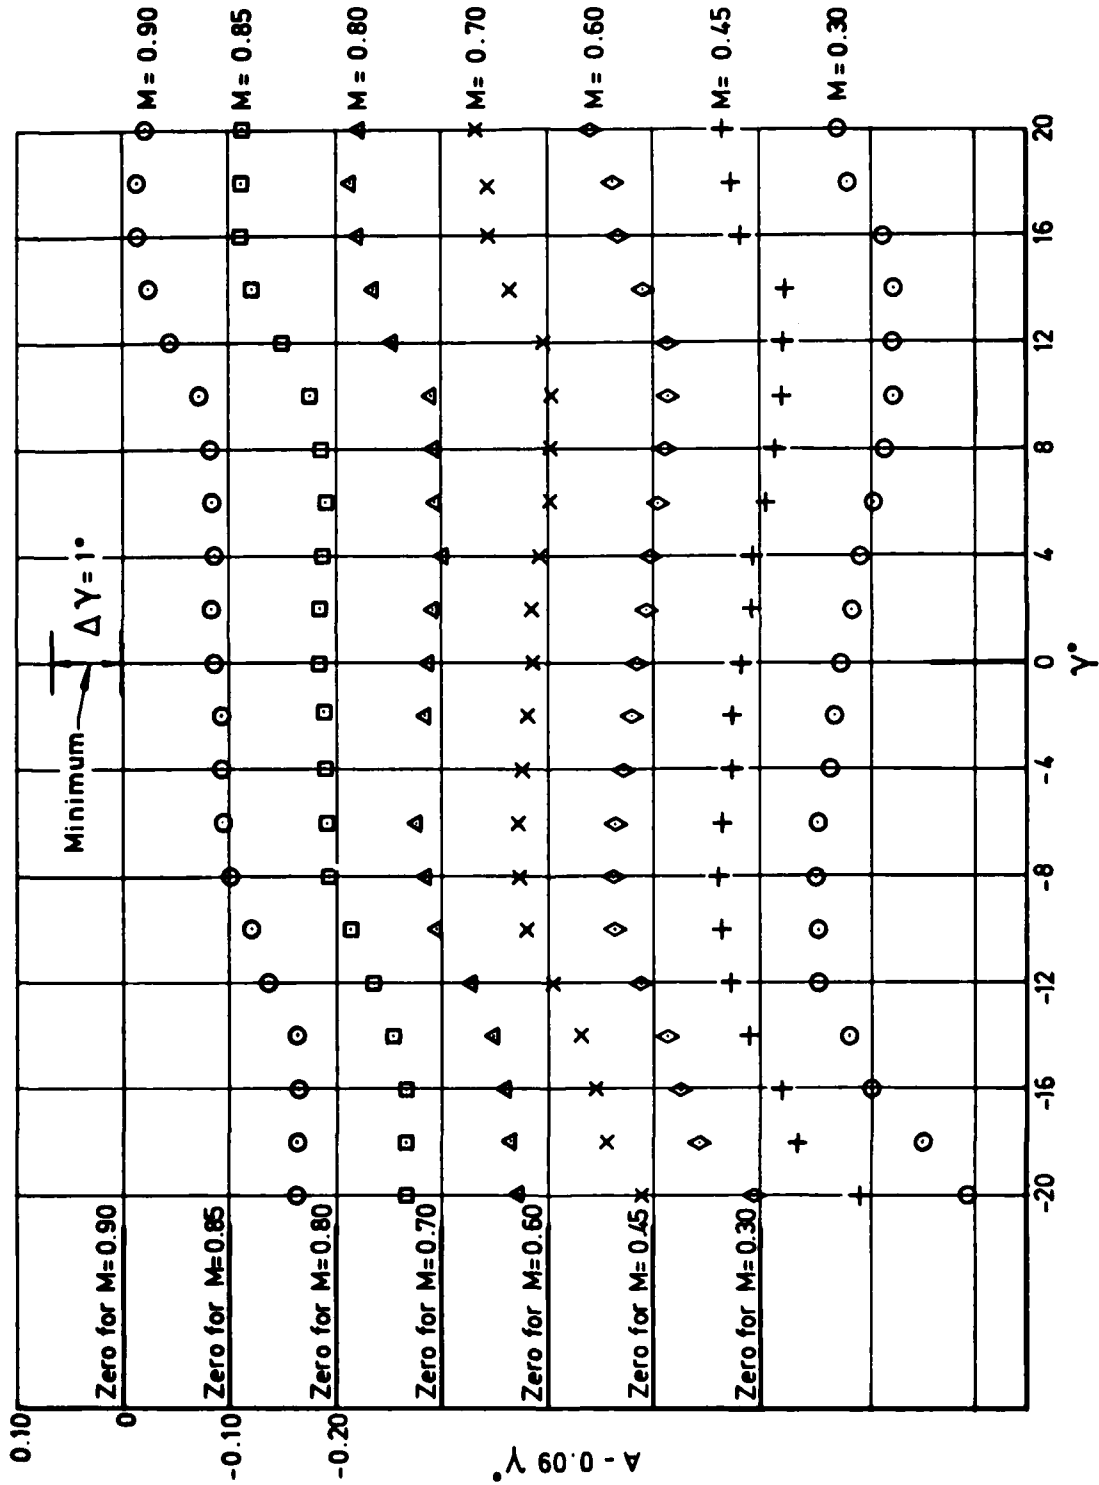 0.10
0
-0.10
-0.20
A - 0.09 γ°
Zero for M=0.90
Zero for M=0.85
Zero for M=0.80
Zero for M=0.70
Zero for M=0.60
Zero for M=0.45
Zero for M=0.30
Minimum
Δγ = 1°
M = 0.90
M = 0.85
M = 0.80
M = 0.70
M = 0.60
M = 0.45
M = 0.30
-20 -16 -12 -8 -4 0 4 8 12 16 20
γ°